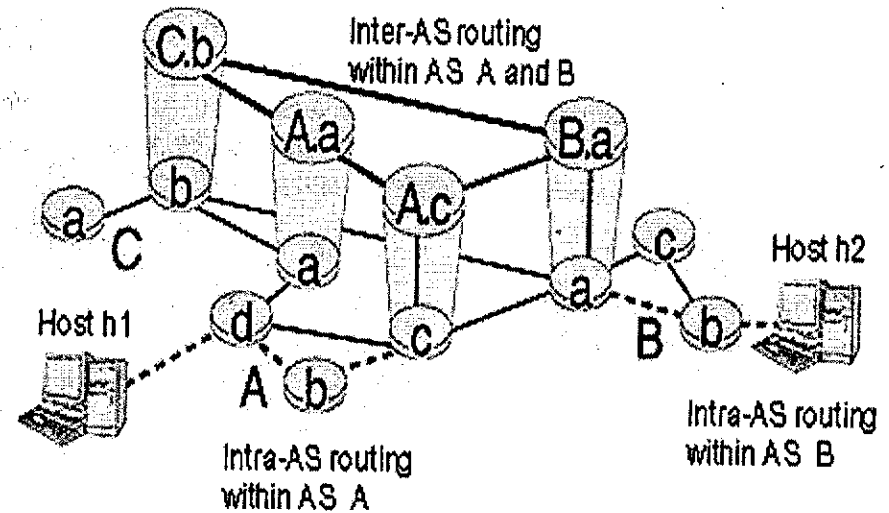 Inter-AS routing
within AS A and B
C.b
A.a
B.a
A.c
b
a
C
a
c
Host h2
a
Host h1
d
c
B
b
A
b
Intra-AS routing
within AS B
Intra-AS routing
within AS A